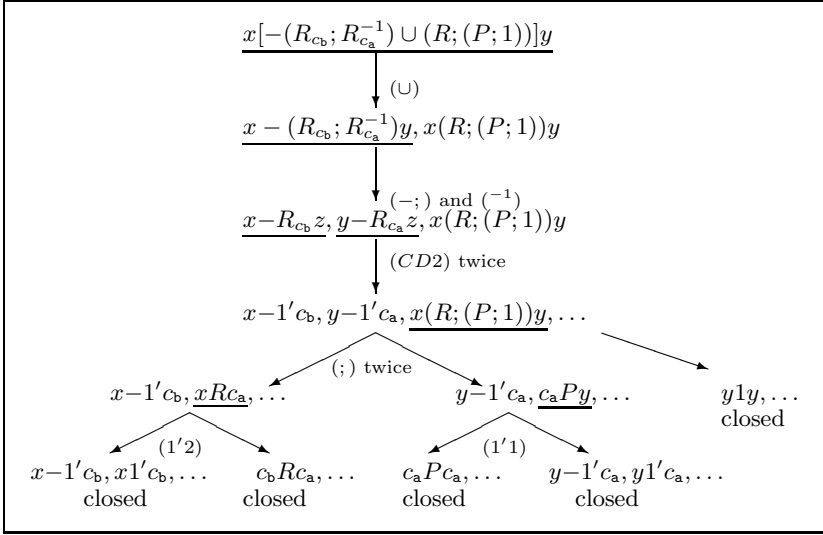 x[−(R_{c_b}; R_{c_a}^{−1}) ∪ (R; (P; 1))]y
(∪)
x − (R_{c_b}; R_{c_a}^{−1})y, x(R; (P; 1))y
(−;) and (^{−1})
x−R_{c_b}z, y−R_{c_a}z, x(R; (P; 1))y
(CD2) twice
x−1′c_b, y−1′c_a, x(R; (P; 1))y, . . .
(;) twice
x−1′c_b, xRc_a, . . . y−1′c_a, c_aPy, . . . y1y, . . .
closed
(1′2) (1′1)
x−1′c_b, x1′c_b, . . . c_bRc_a, . . . c_aPc_a, . . . y−1′c_a, y1′c_a, . . .
closed closed closed closed